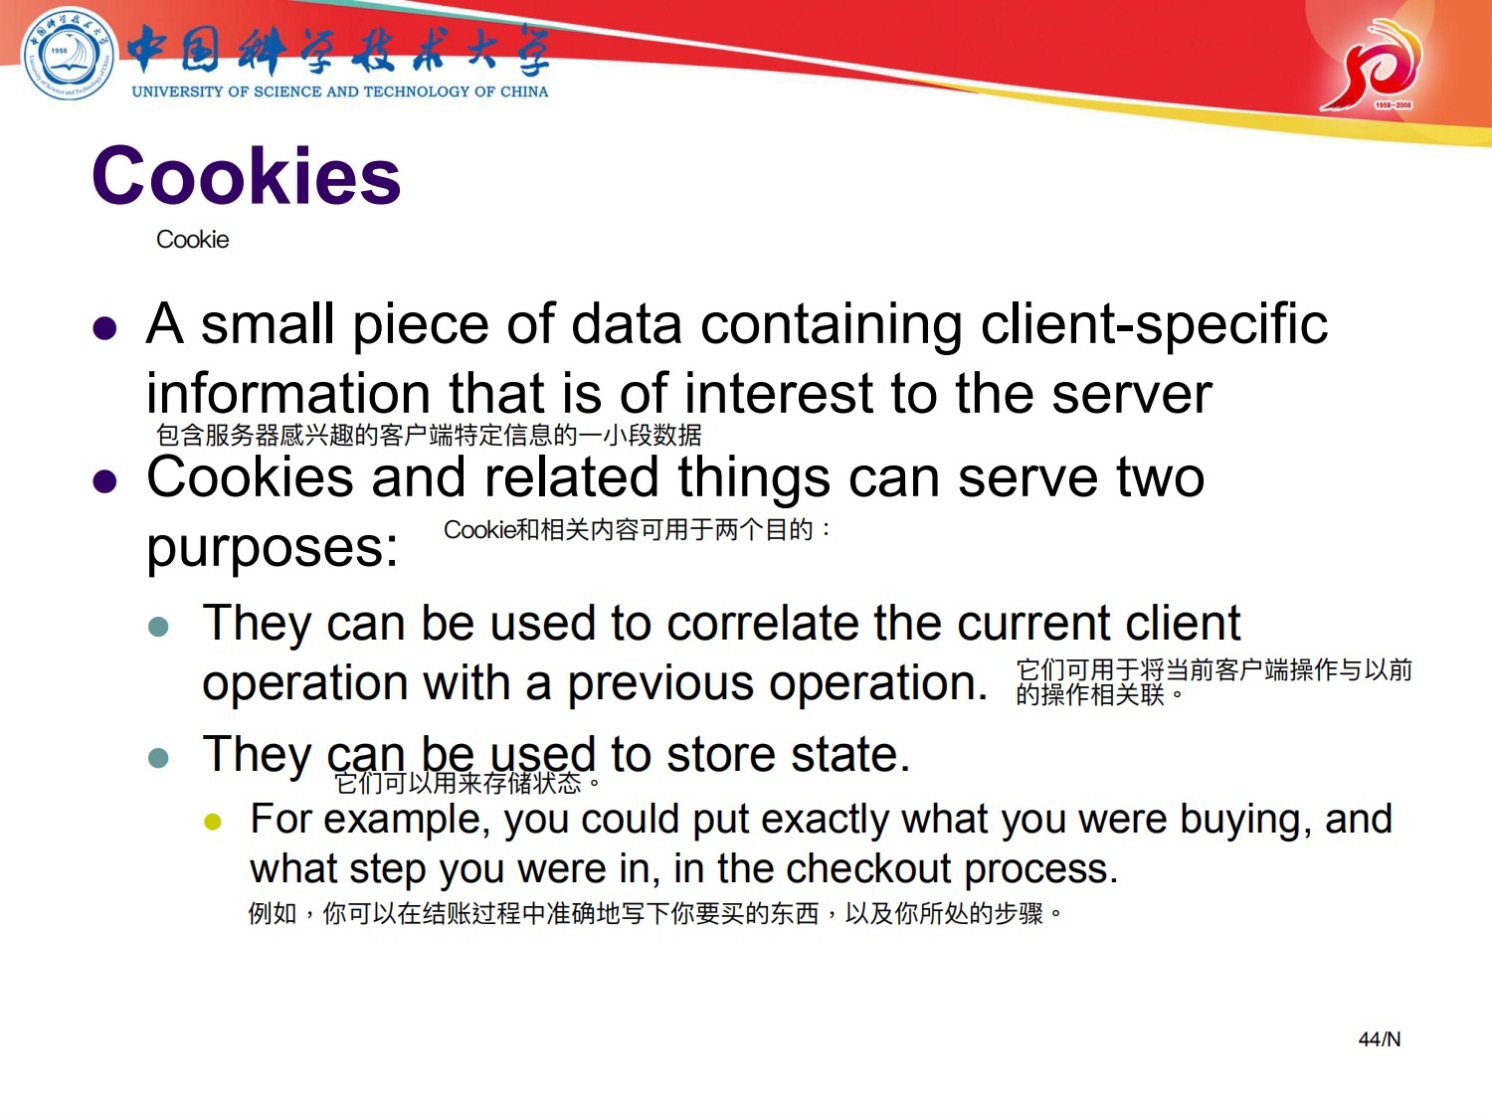 中国科学技术大学
UNIVERSITY OF SCIENCE AND TECHNOLOGY OF CHINA
1958
1958-2008
Cookies
Cookie
A small piece of data containing client-specific
information that is of interest to the server
包含服务器感兴趣的客户端特定信息的一小段数据
Cookies and related things can serve two
purposes:
Cookie和相关内容可用于两个目的：
They can be used to correlate the current client
operation with a previous operation.
它们可用于将当前客户端操作与以前
的操作相关联。
They can be used to store state.
它们可以用来存储状态。
For example, you could put exactly what you were buying, and
what step you were in, in the checkout process.
例如，你可以在结账过程中准确地写下你要买的东西，以及你所处的步骤。
44/N